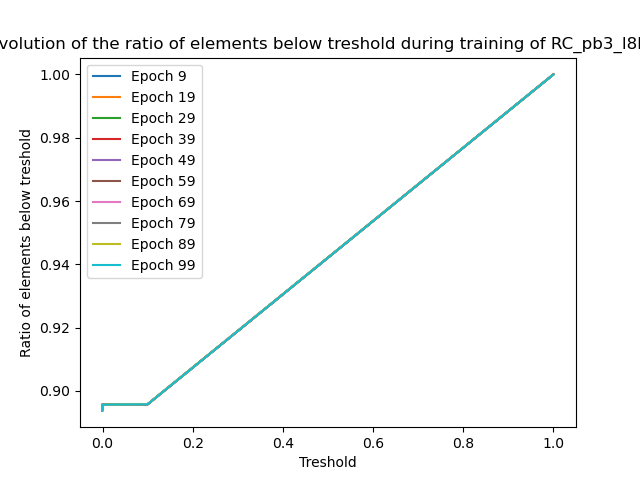 volution of the ratio of elements below treshold during training of RC_pb3_l8
1.00
0.98
0.96
0.94
0.92
0.90
Ratio of elements below treshold
Epoch 9
Epoch 19
Epoch 29
Epoch 39
Epoch 49
Epoch 59
Epoch 69
Epoch 79
Epoch 89
Epoch 99
0.0 0.2 0.4 0.6 0.8 1.0
Treshold